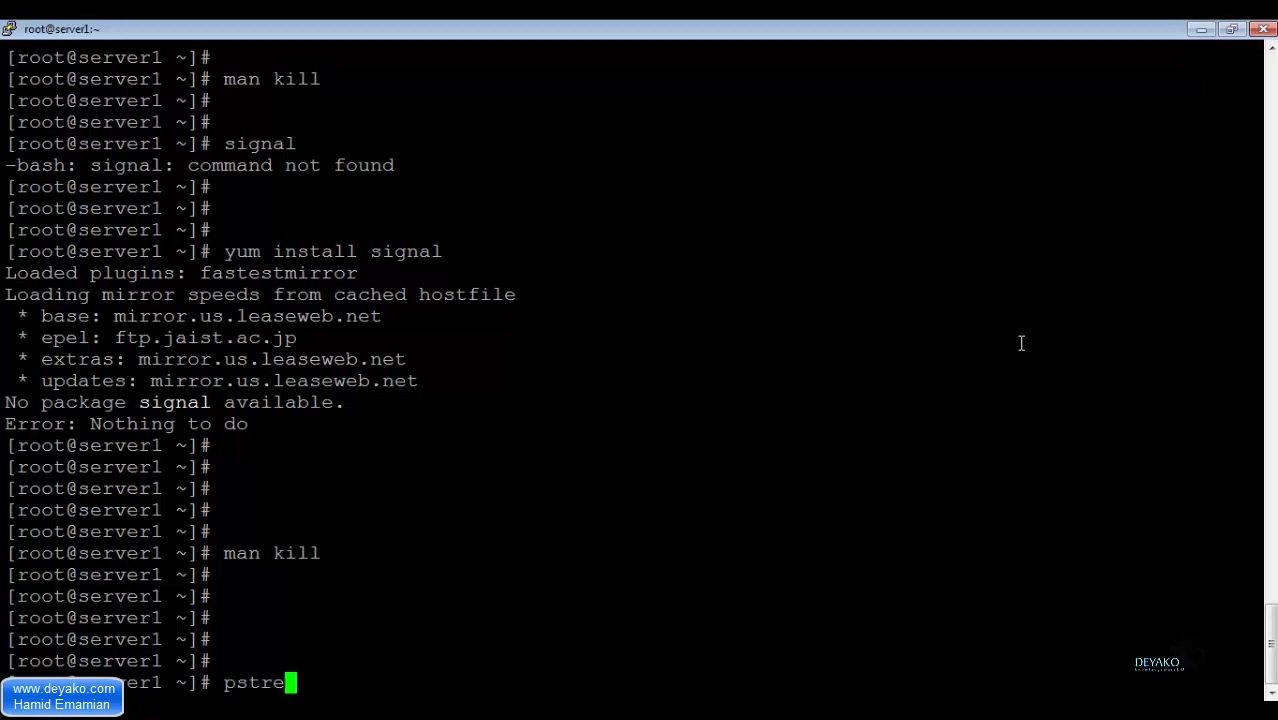 root@server1:~
[root@server1 ~]#
[root@server1 ~]# man kill
[root@server1 ~]#
[root@server1 ~]#
[root@server1 ~]# signal
-bash: signal: command not found
[root@server1 ~]#
[root@server1 ~]#
[root@server1 ~]#
[root@server1 ~]# yum install signal
Loaded plugins: fastestmirror
Loading mirror speeds from cached hostfile
 * base: mirror.us.leaseweb.net
 * epel: ftp.jaist.ac.jp
 * extras: mirror.us.leaseweb.net
 * updates: mirror.us.leaseweb.net
No package signal available.
Error: Nothing to do
[root@server1 ~]#
[root@server1 ~]#
[root@server1 ~]#
[root@server1 ~]#
[root@server1 ~]#
[root@server1 ~]# man kill
[root@server1 ~]#
[root@server1 ~]#
[root@server1 ~]#
[root@server1 ~]#
[root@server1 ~]#
ver1 ~]# pstre
DEYAKO
www.deyako.com
Hamid Emamian